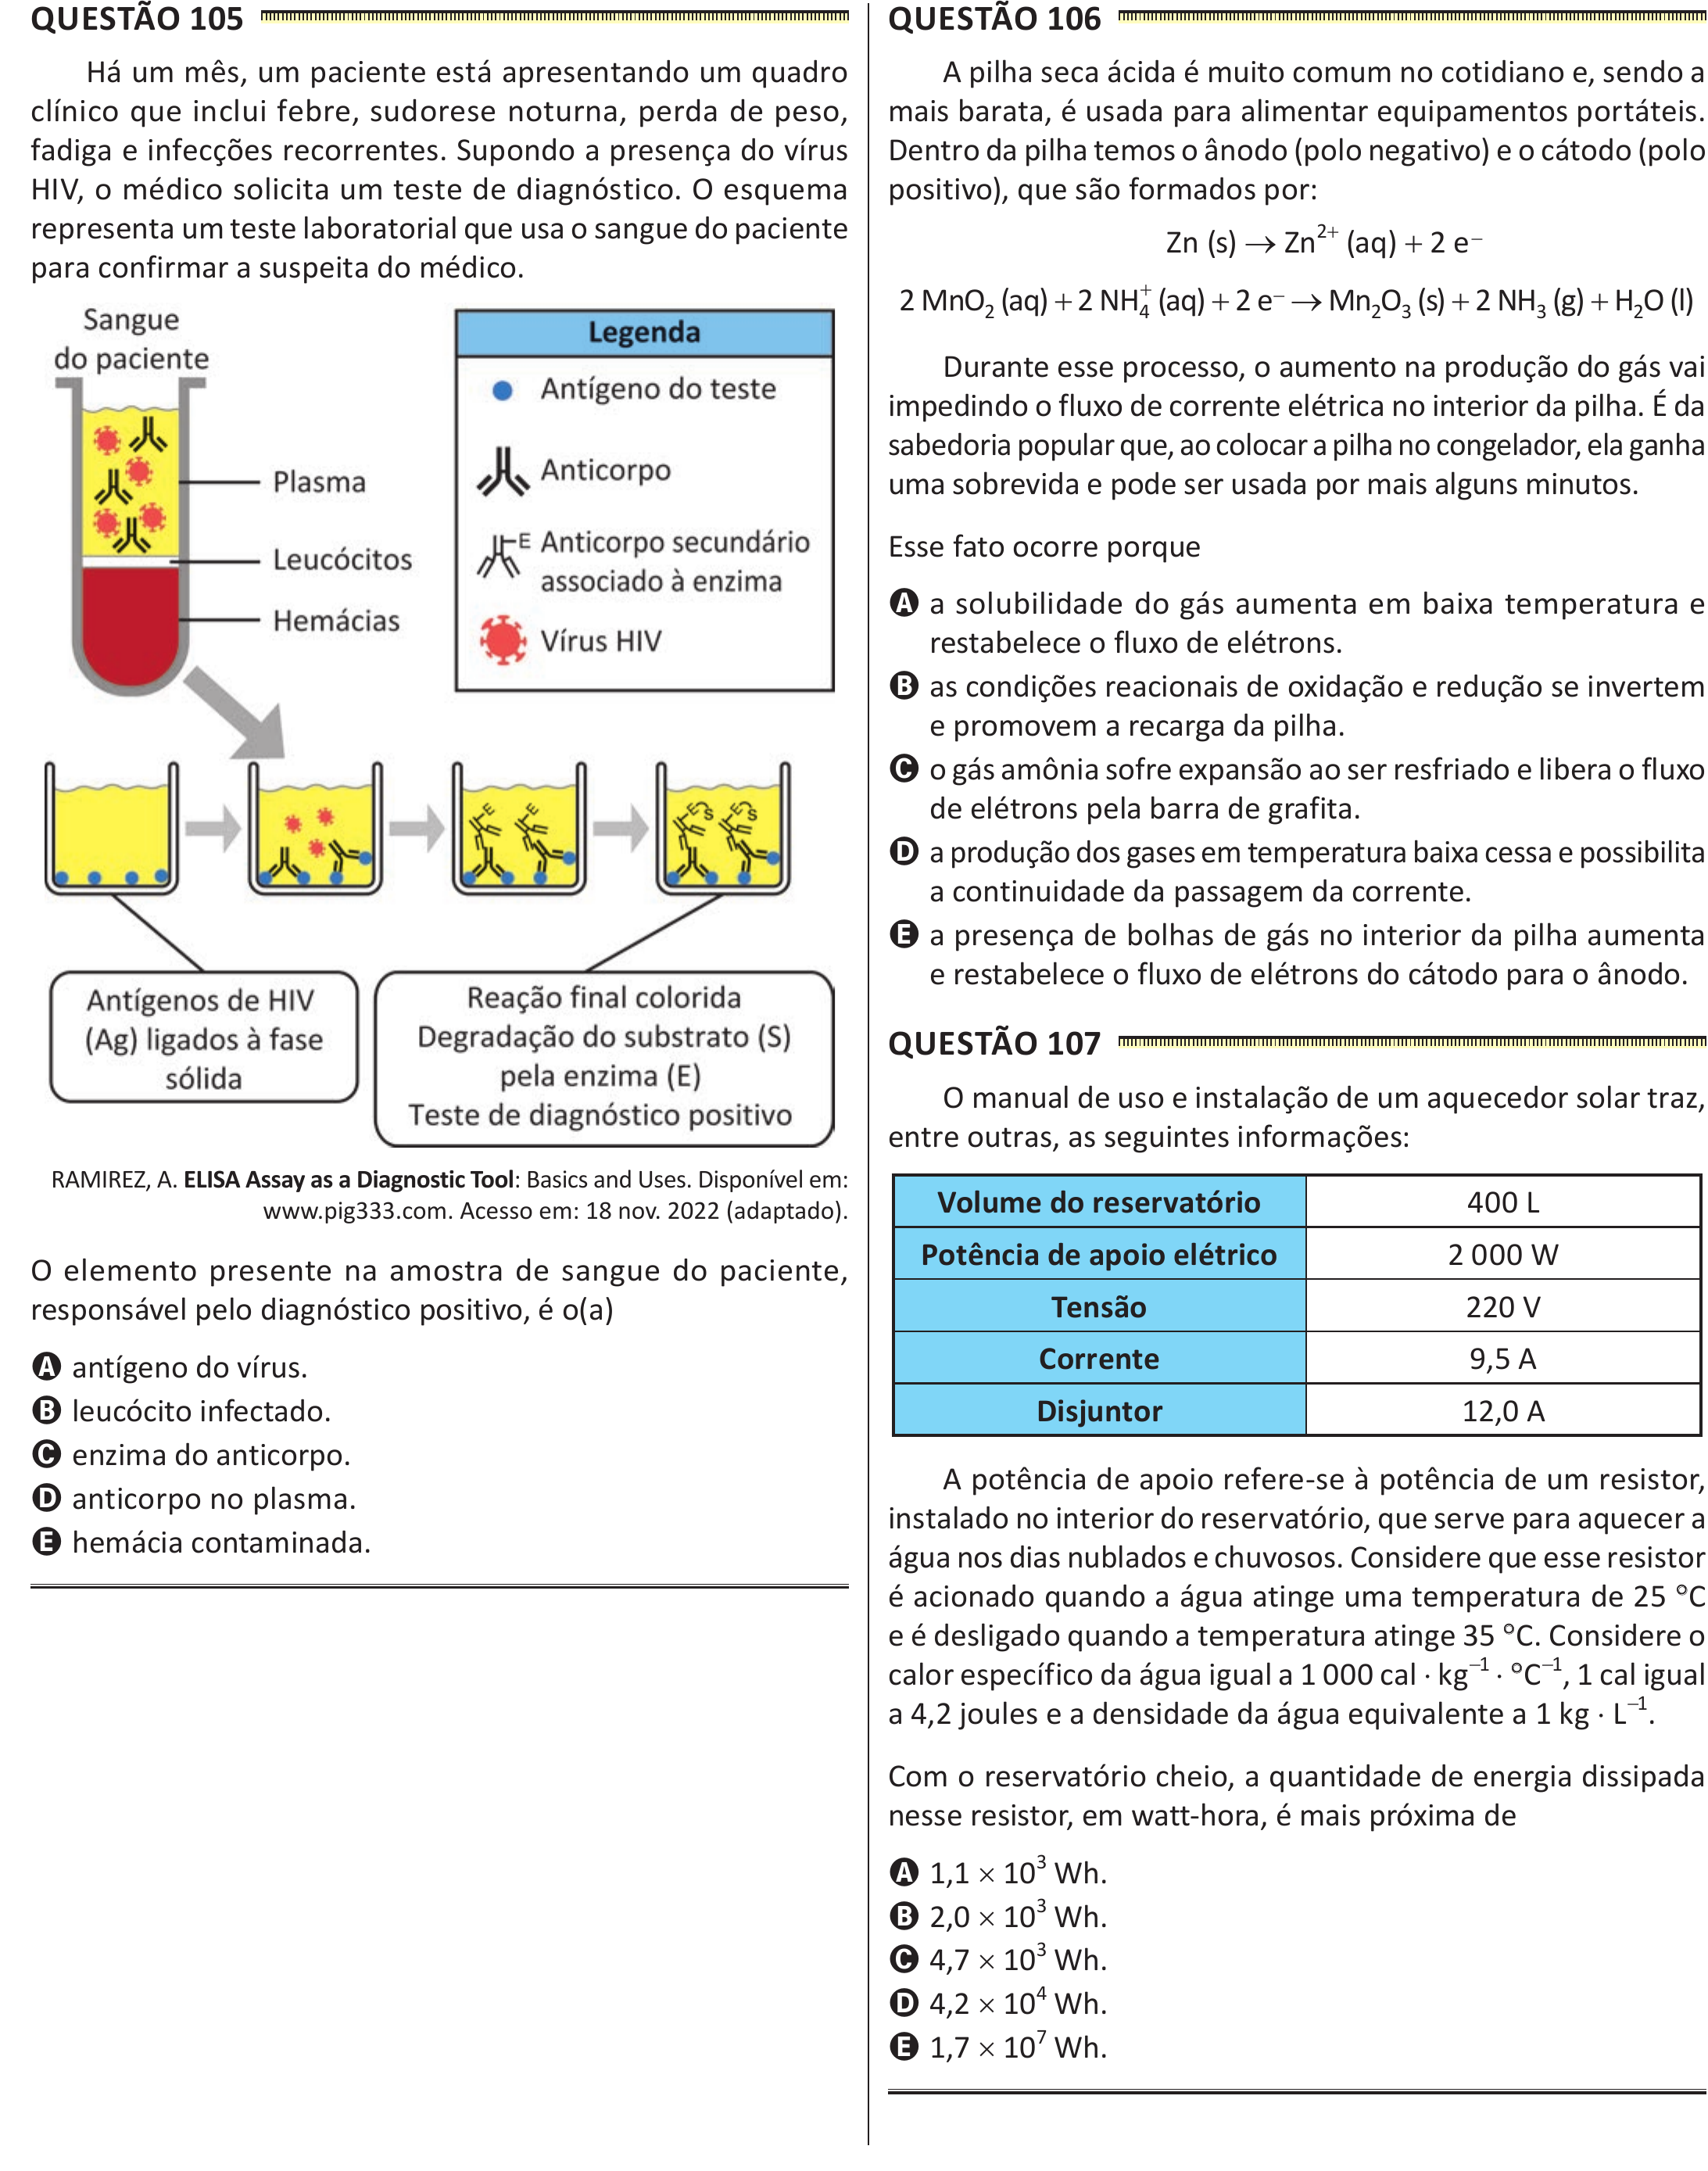 QUESTÃO 105
Há um mês, um paciente está apresentando um quadro
clínico que inclui febre, sudorese noturna, perda de peso,
fadiga e infecções recorrentes. Supondo a presença do vírus
HIV, o médico solicita um teste de diagnóstico. O esquema
representa um teste laboratorial que usa o sangue do paciente
para confirmar a suspeita do médico.
Sangue
do paciente
Plasma
Leucócitos
Hemácias
Legenda
Antígeno do teste
Anticorpo
E Anticorpo secundário
associado à enzima
Vírus HIV
E E
E S E S
Antígenos de HIV
(Ag) ligados à fase
sólida
Reação final colorida
Degradação do substrato (S)
pela enzima (E)
Teste de diagnóstico positivo
RAMIREZ, A. ELISA Assay as a Diagnostic Tool: Basics and Uses. Disponível em:
www.pig333.com. Acesso em: 18 nov. 2022 (adaptado).
O elemento presente na amostra de sangue do paciente,
responsável pelo diagnóstico positivo, é o(a)
A antígeno do vírus.
B leucócito infectado.
C enzima do anticorpo.
D anticorpo no plasma.
E hemácia contaminada.
QUESTÃO 106
A pilha seca ácida é muito comum no cotidiano e, sendo a
mais barata, é usada para alimentar equipamentos portáteis.
Dentro da pilha temos o ânodo (polo negativo) e o cátodo (polo
positivo), que são formados por:
Zn (s) → Zn²⁺ (aq) + 2 e⁻
2 MnO₂ (aq) + 2 NH₄⁺ (aq) + 2 e⁻ → Mn₂O₃ (s) + 2 NH₃ (g) + H₂O (l)
Durante esse processo, o aumento na produção do gás vai
impedindo o fluxo de corrente elétrica no interior da pilha. É da
sabedoria popular que, ao colocar a pilha no congelador, ela ganha
uma sobrevida e pode ser usada por mais alguns minutos.
Esse fato ocorre porque
A a solubilidade do gás aumenta em baixa temperatura e
restabelece o fluxo de elétrons.
B as condições reacionais de oxidação e redução se invertem
e promovem a recarga da pilha.
C o gás amônia sofre expansão ao ser resfriado e libera o fluxo
de elétrons pela barra de grafita.
D a produção dos gases em temperatura baixa cessa e possibilita
a continuidade da passagem da corrente.
E a presença de bolhas de gás no interior da pilha aumenta
e restabelece o fluxo de elétrons do cátodo para o ânodo.
QUESTÃO 107
O manual de uso e instalação de um aquecedor solar traz,
entre outras, as seguintes informações:
Volume do reservatório 400 L
Potência de apoio elétrico 2 000 W
Tensão 220 V
Corrente 9,5 A
Disjuntor 12,0 A
A potência de apoio refere-se à potência de um resistor,
instalado no interior do reservatório, que serve para aquecer a
água nos dias nublados e chuvosos. Considere que esse resistor
é acionado quando a água atinge uma temperatura de 25 °C
e é desligado quando a temperatura atinge 35 °C. Considere o
calor específico da água igual a 1 000 cal · kg⁻¹ · °C⁻¹, 1 cal igual
a 4,2 joules e a densidade da água equivalente a 1 kg · L⁻¹.
Com o reservatório cheio, a quantidade de energia dissipada
nesse resistor, em watt-hora, é mais próxima de
A 1,1 × 10³ Wh.
B 2,0 × 10³ Wh.
C 4,7 × 10³ Wh.
D 4,2 × 10⁴ Wh.
E 1,7 × 10⁷ Wh.